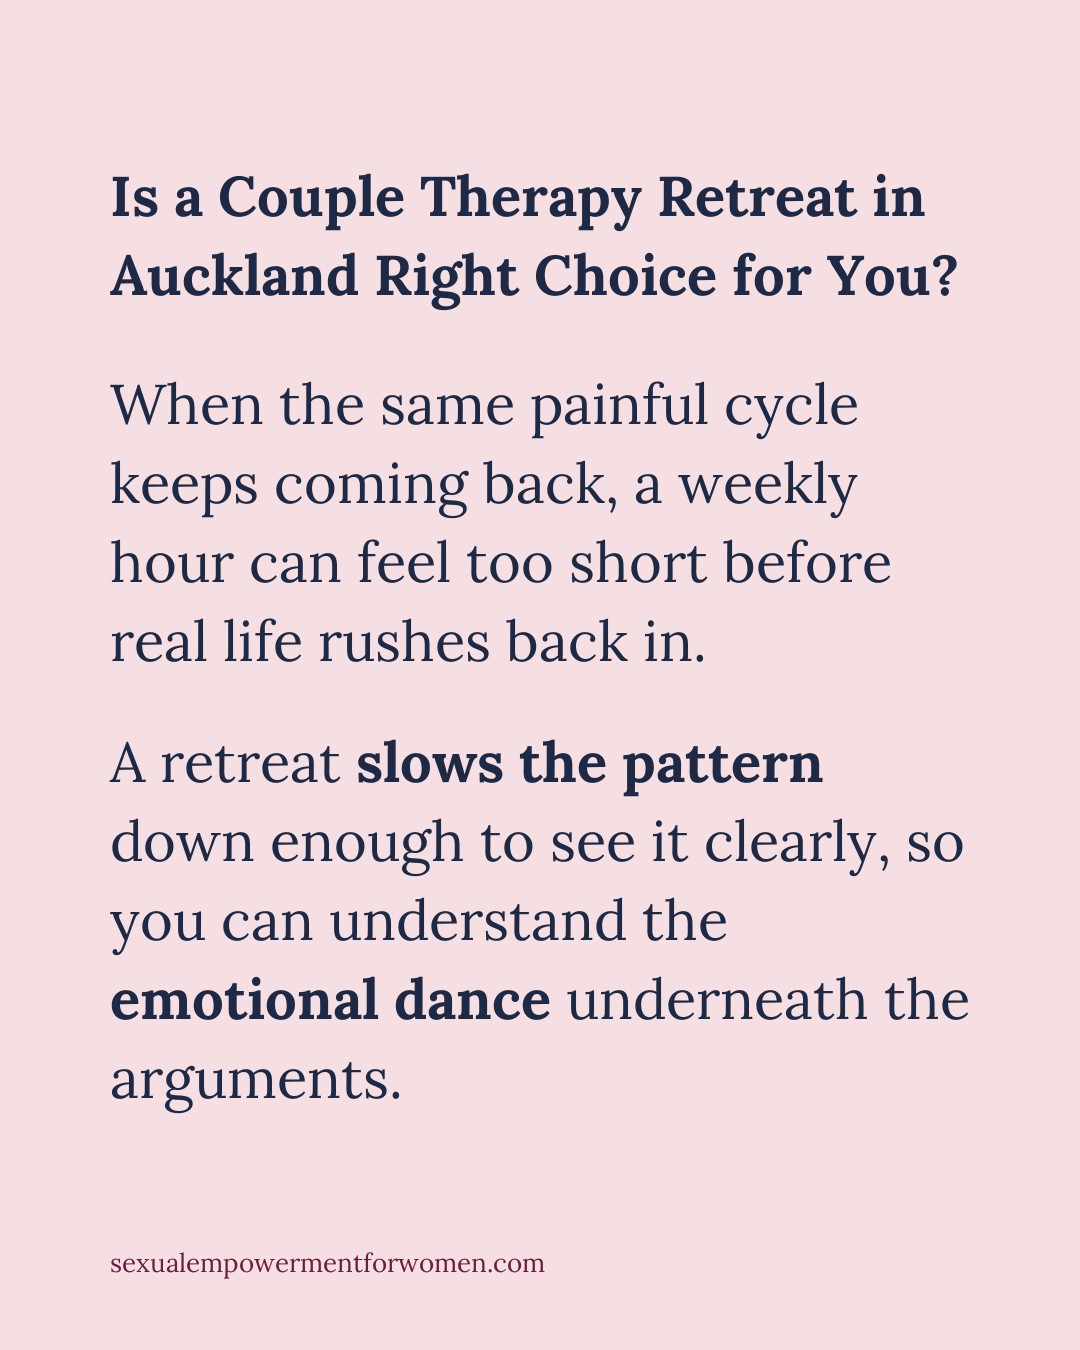 Is a Couple Therapy Retreat in
Auckland Right Choice for You?
When the same painful cycle
keeps coming back, a weekly
hour can feel too short before
real life rushes back in.
A retreat slows the pattern
down enough to see it clearly, so
you can understand the
emotional dance underneath the
arguments.
sexualempowermentforwomen.com